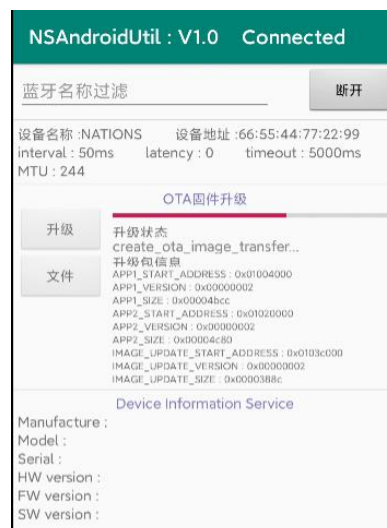 NSAndroidUtil : V1.0 Connected
蓝牙名称过滤
断开
设备名称 :NATIONS 设备地址 :66:55:44:77:22:99
interval : 50ms latency : 0 timeout : 5000ms
MTU : 244
OTA固件升级
升级
文件
升级状态
create_ota_image_transfer...
升级包信息
APP1_START_ADDRESS : 0x01004000
APP1_VERSION : 0x00000002
APP1_SIZE : 0x00004bcc
APP2_START_ADDRESS : 0x01020000
APP2_VERSION : 0x00000002
APP2_SIZE : 0x00004c80
IMAGE_UPDATE_START_ADDRESS : 0x0103c000
IMAGE_UPDATE_VERSION : 0x00000002
IMAGE_UPDATE_SIZE : 0x0000388c
Device Information Service
Manufacture :
Model :
Serial :
HW version :
FW version :
SW version :